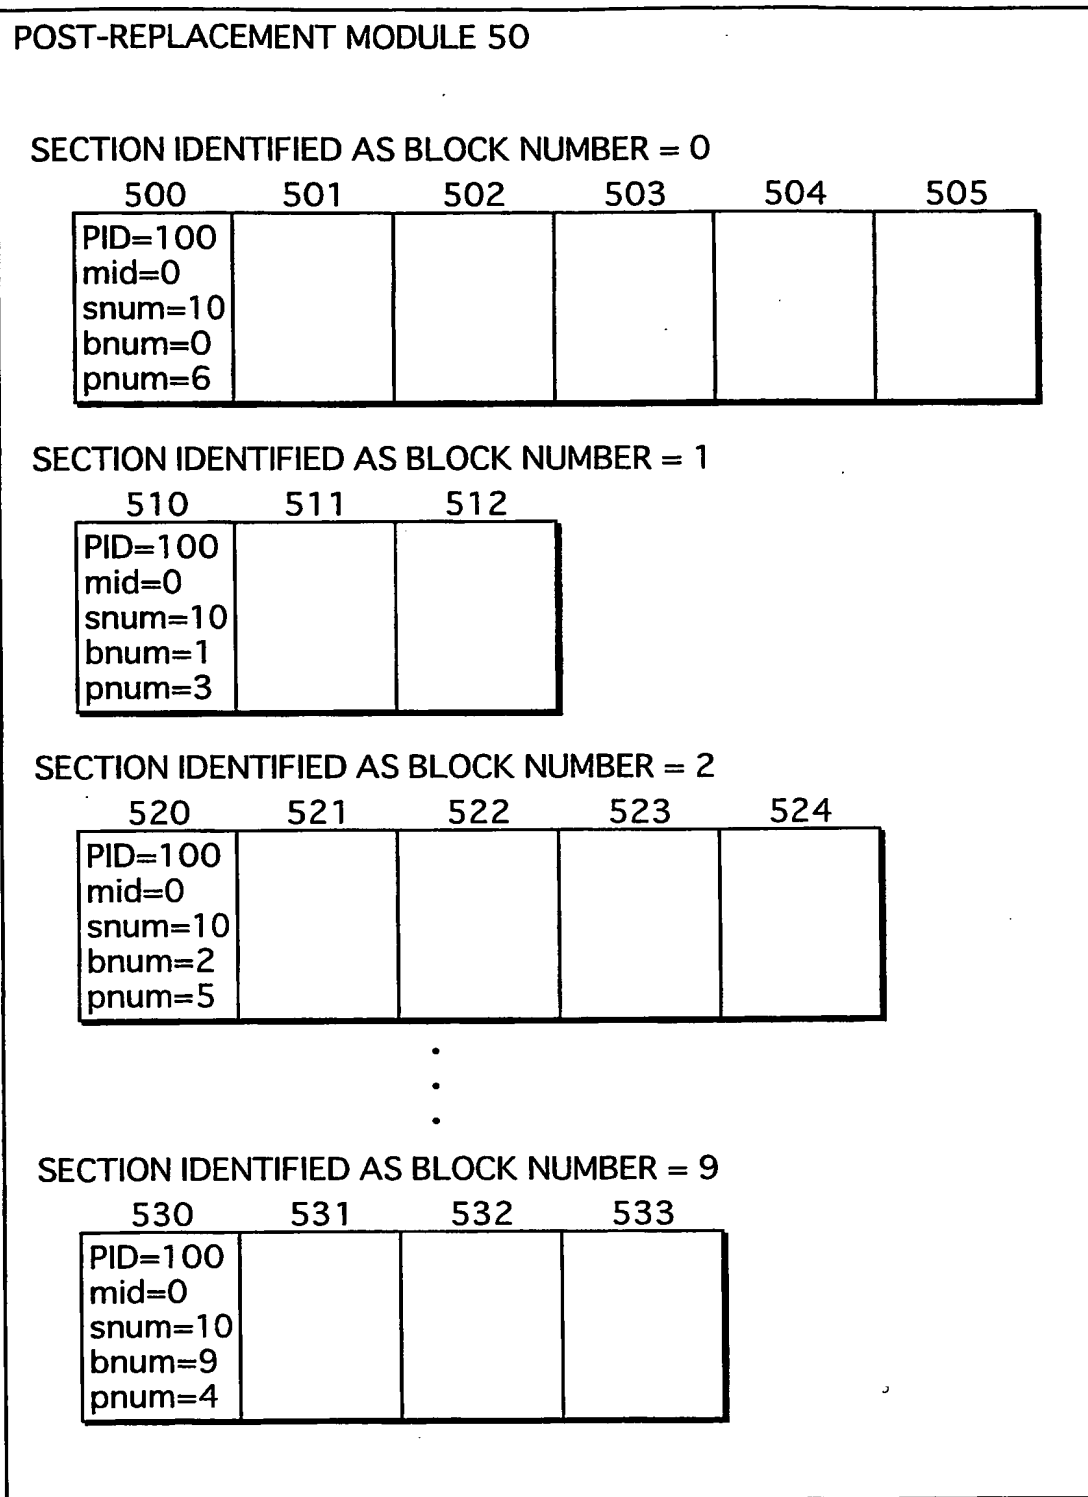 POST-REPLACEMENT MODULE 50
SECTION IDENTIFIED AS BLOCK NUMBER = 0
500 501 502 503 504 505
PID=100
mid=0
snum=10
bnum=0
pnum=6
SECTION IDENTIFIED AS BLOCK NUMBER = 1
510 511 512
PID=100
mid=0
snum=10
bnum=1
pnum=3
SECTION IDENTIFIED AS BLOCK NUMBER = 2
520 521 522 523 524
PID=100
mid=0
snum=10
bnum=2
pnum=5
SECTION IDENTIFIED AS BLOCK NUMBER = 9
530 531 532 533
PID=100
mid=0
snum=10
bnum=9
pnum=4